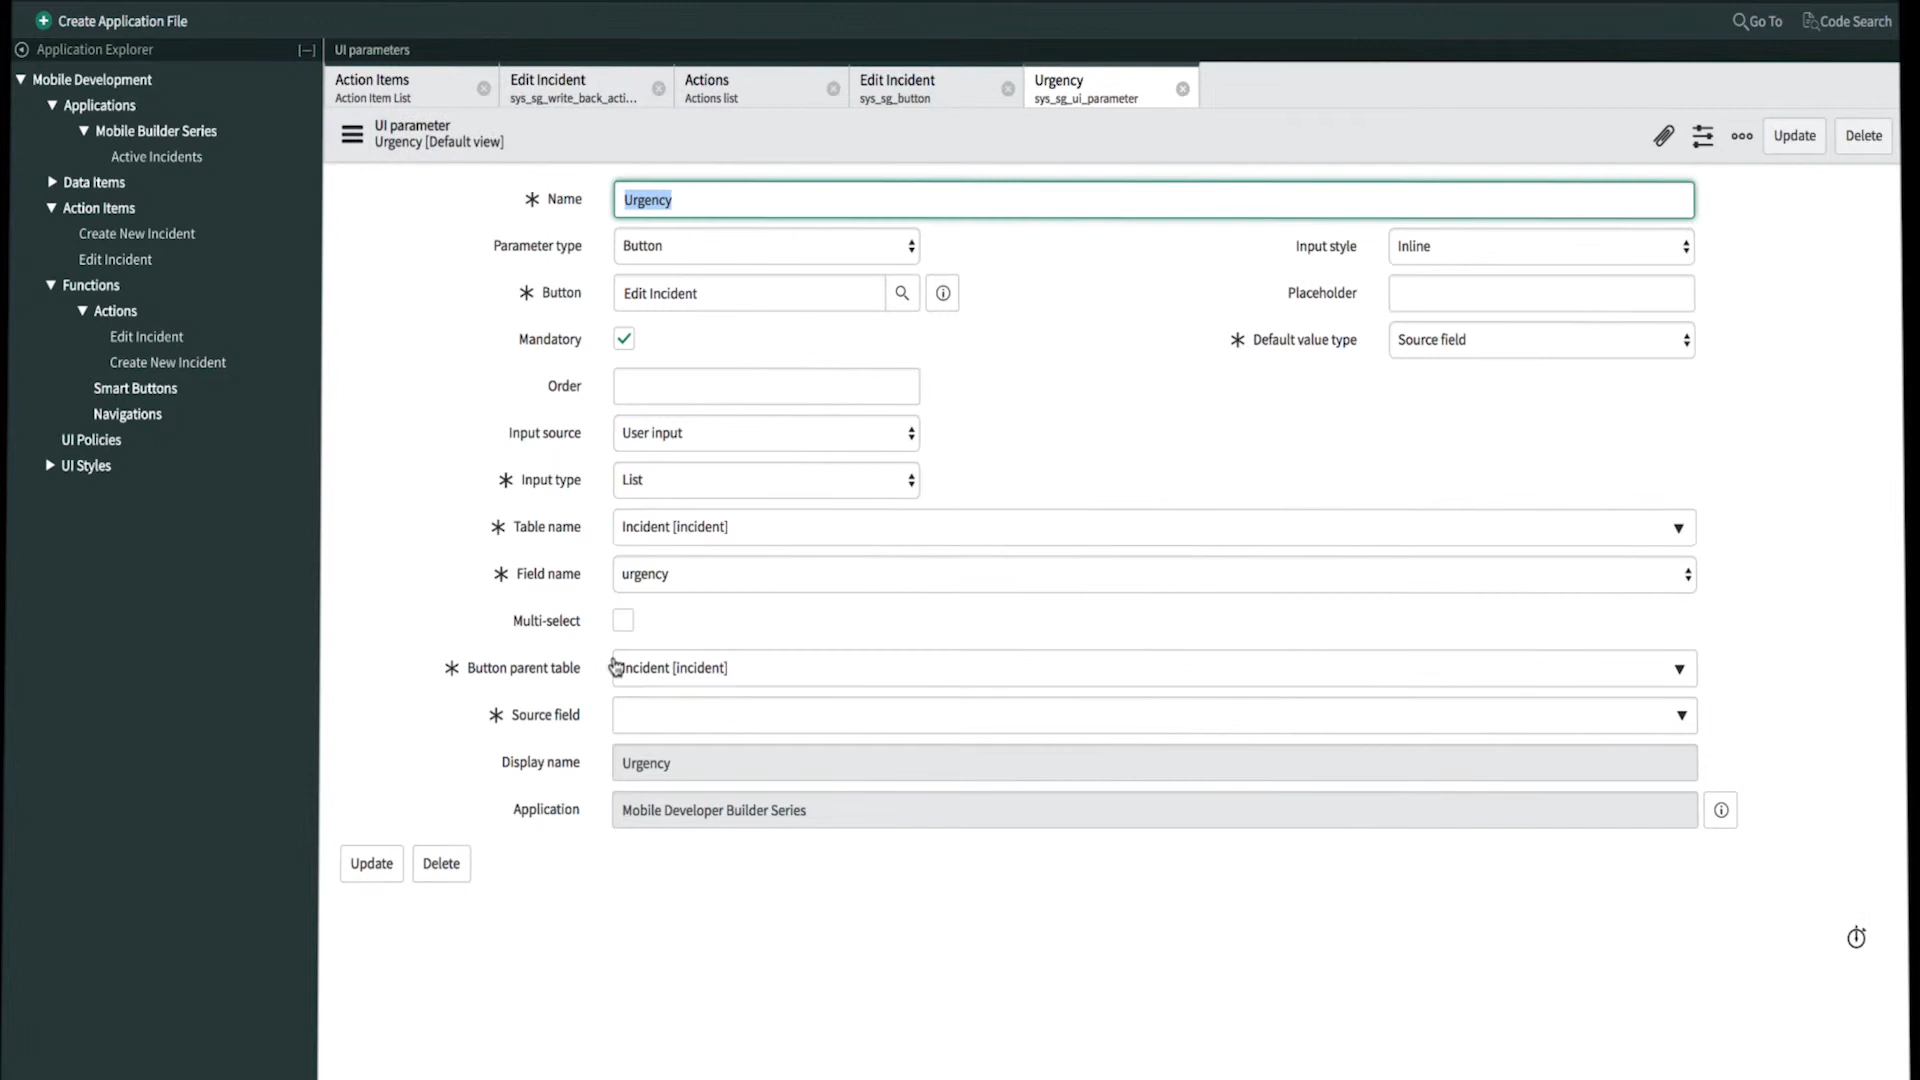 Create Application File
Go To
Code Search
Application Explorer
UI parameters
Mobile Development
Applications
Mobile Builder Series
Active Incidents
Data Items
Action Items
Create New Incident
Edit Incident
Functions
Actions
Edit Incident
Create New Incident
Smart Buttons
Navigations
UI Policies
UI Styles
Action Items
Action Item List
Edit Incident
sys_sg_write_back_acti...
Actions
Actions list
Edit Incident
sys_sg_button
Urgency
sys_sg_ui_parameter
UI parameter
Urgency [Default view]
Update
Delete
Name
Urgency
Parameter type
Button
Input style
Inline
Button
Edit Incident
Placeholder
Mandatory
Default value type
Source field
Order
Input source
User input
Input type
List
Table name
Incident [incident]
Field name
urgency
Multi-select
Button parent table
Incident [incident]
Source field
Display name
Urgency
Application
Mobile Developer Builder Series
Update
Delete